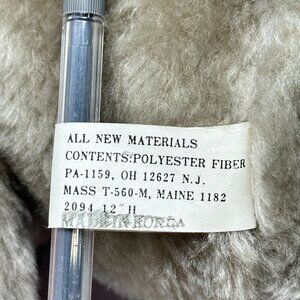 ALL NEW MATERIALS
CONTENTS:POLYESTER FIBER
PA-1159, OH 12627 N.J.
MASS T-560-M, MAINE 1182
2094 12" H
MADE IN KOREA